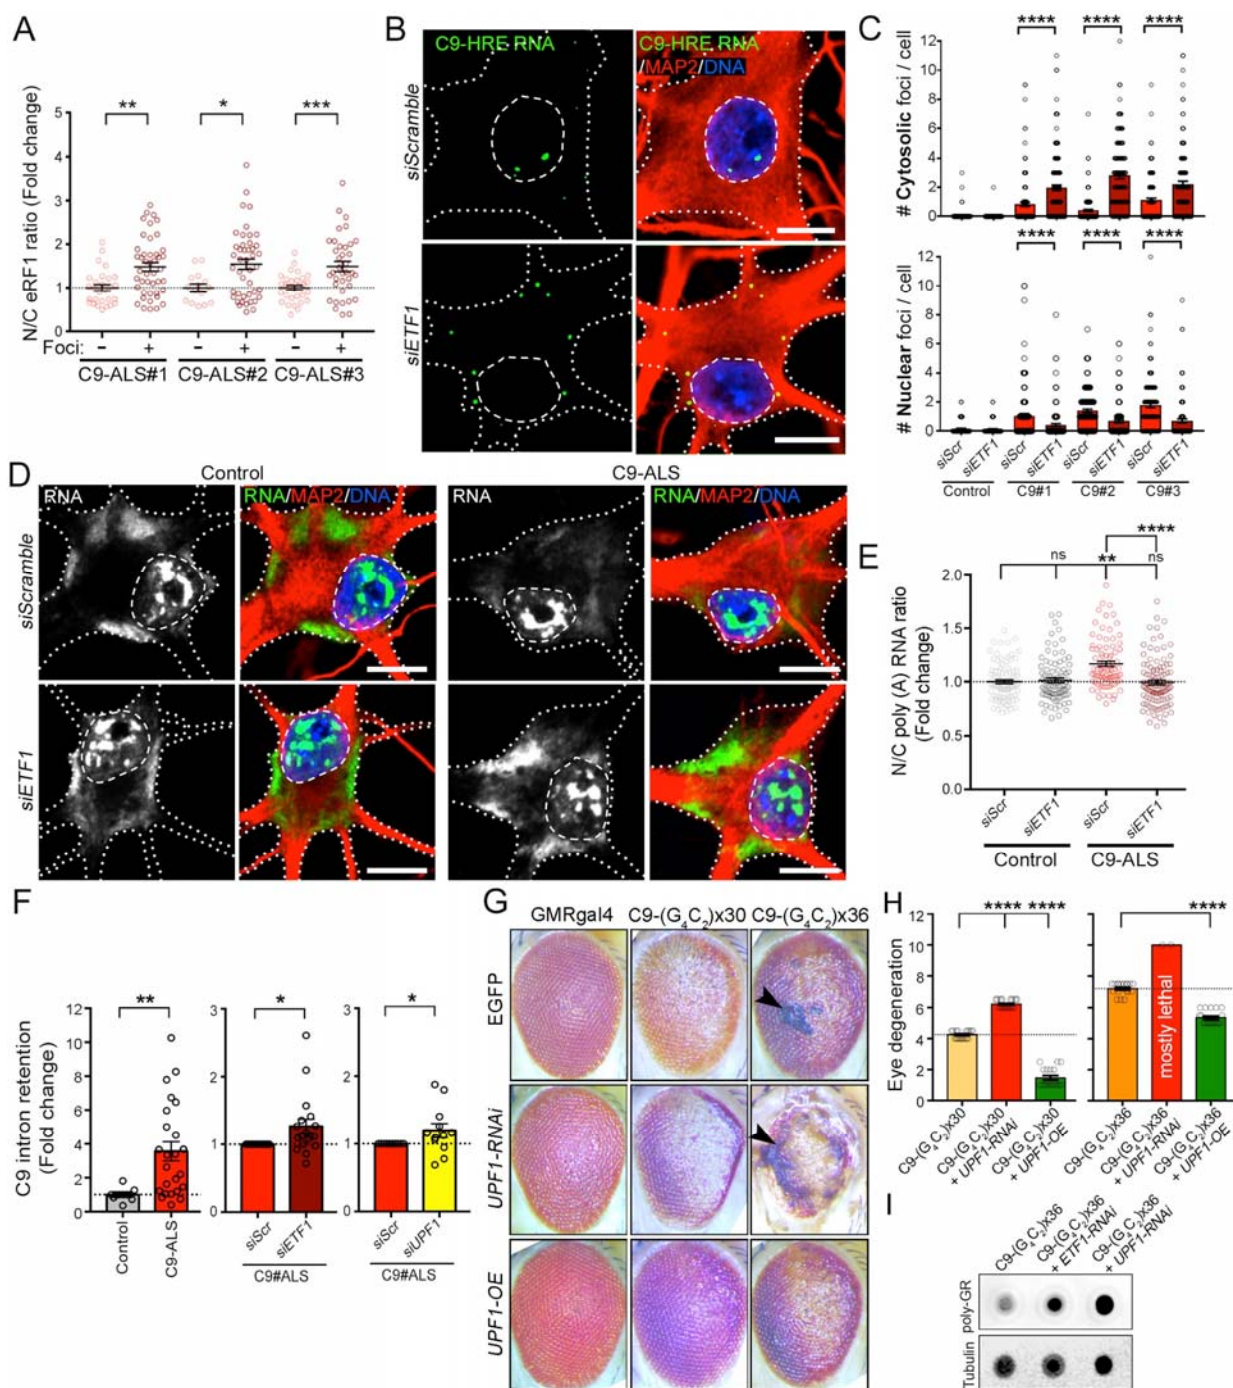 A
N/C eRF1 ratio (Fold change)
5
4
3
2
1
0
** * ***
Foci: – + – + – +
C9-ALS#1 C9-ALS#2 C9-ALS#3
B
C9-HRE RNA
C9-HRE RNA
/MAP2/DNA
siScramble
siETF1
C
# Cytosolic foci / cell
12
10
8
6
4
2
0
**** **** ****
# Nuclear foci / cell
12
10
8
6
4
2
0
**** **** ****
siScr siETF1 siScr siETF1 siScr siETF1 siScr siETF1
Control C9#1 C9#2 C9#3
D
Control C9-ALS
RNA RNA/MAP2/DNA RNA RNA/MAP2/DNA
siScramble
siETF1
E
N/C poly (A) RNA ratio
(Fold change)
2.0
1.5
1.0
0.5
0.0
****
ns ** ns
siScr siETF1 siScr siETF1
Control C9-ALS
F
C9 intron retention
(Fold change)
12
10
8
6
4
2
0
**
Control C9-ALS
3
2
1
0
*
siScr siETF1
C9#ALS
3
2
1
0
*
siScr siUPF1
C9#ALS
G
GMRgal4 C9-(G4C2)x30 C9-(G4C2)x36
EGFP
UPF1-RNAi
UPF1-OE
H
Eye degeneration
10
8
6
4
2
0
**** ****
****
mostly lethal
C9-(G4C2)x30
C9-(G4C2)x30
+ UPF1-RNAi
C9-(G4C2)x30
+ UPF1-OE
C9-(G4C2)x36
C9-(G4C2)x36
+ UPF1-RNAi
C9-(G4C2)x36
+ UPF1-OE
I
C9-(G4C2)x36
C9-(G4C2)x36
+ ETF1-RNAi
C9-(G4C2)x36
+ UPF1-RNAi
poly-GR
Tubulin